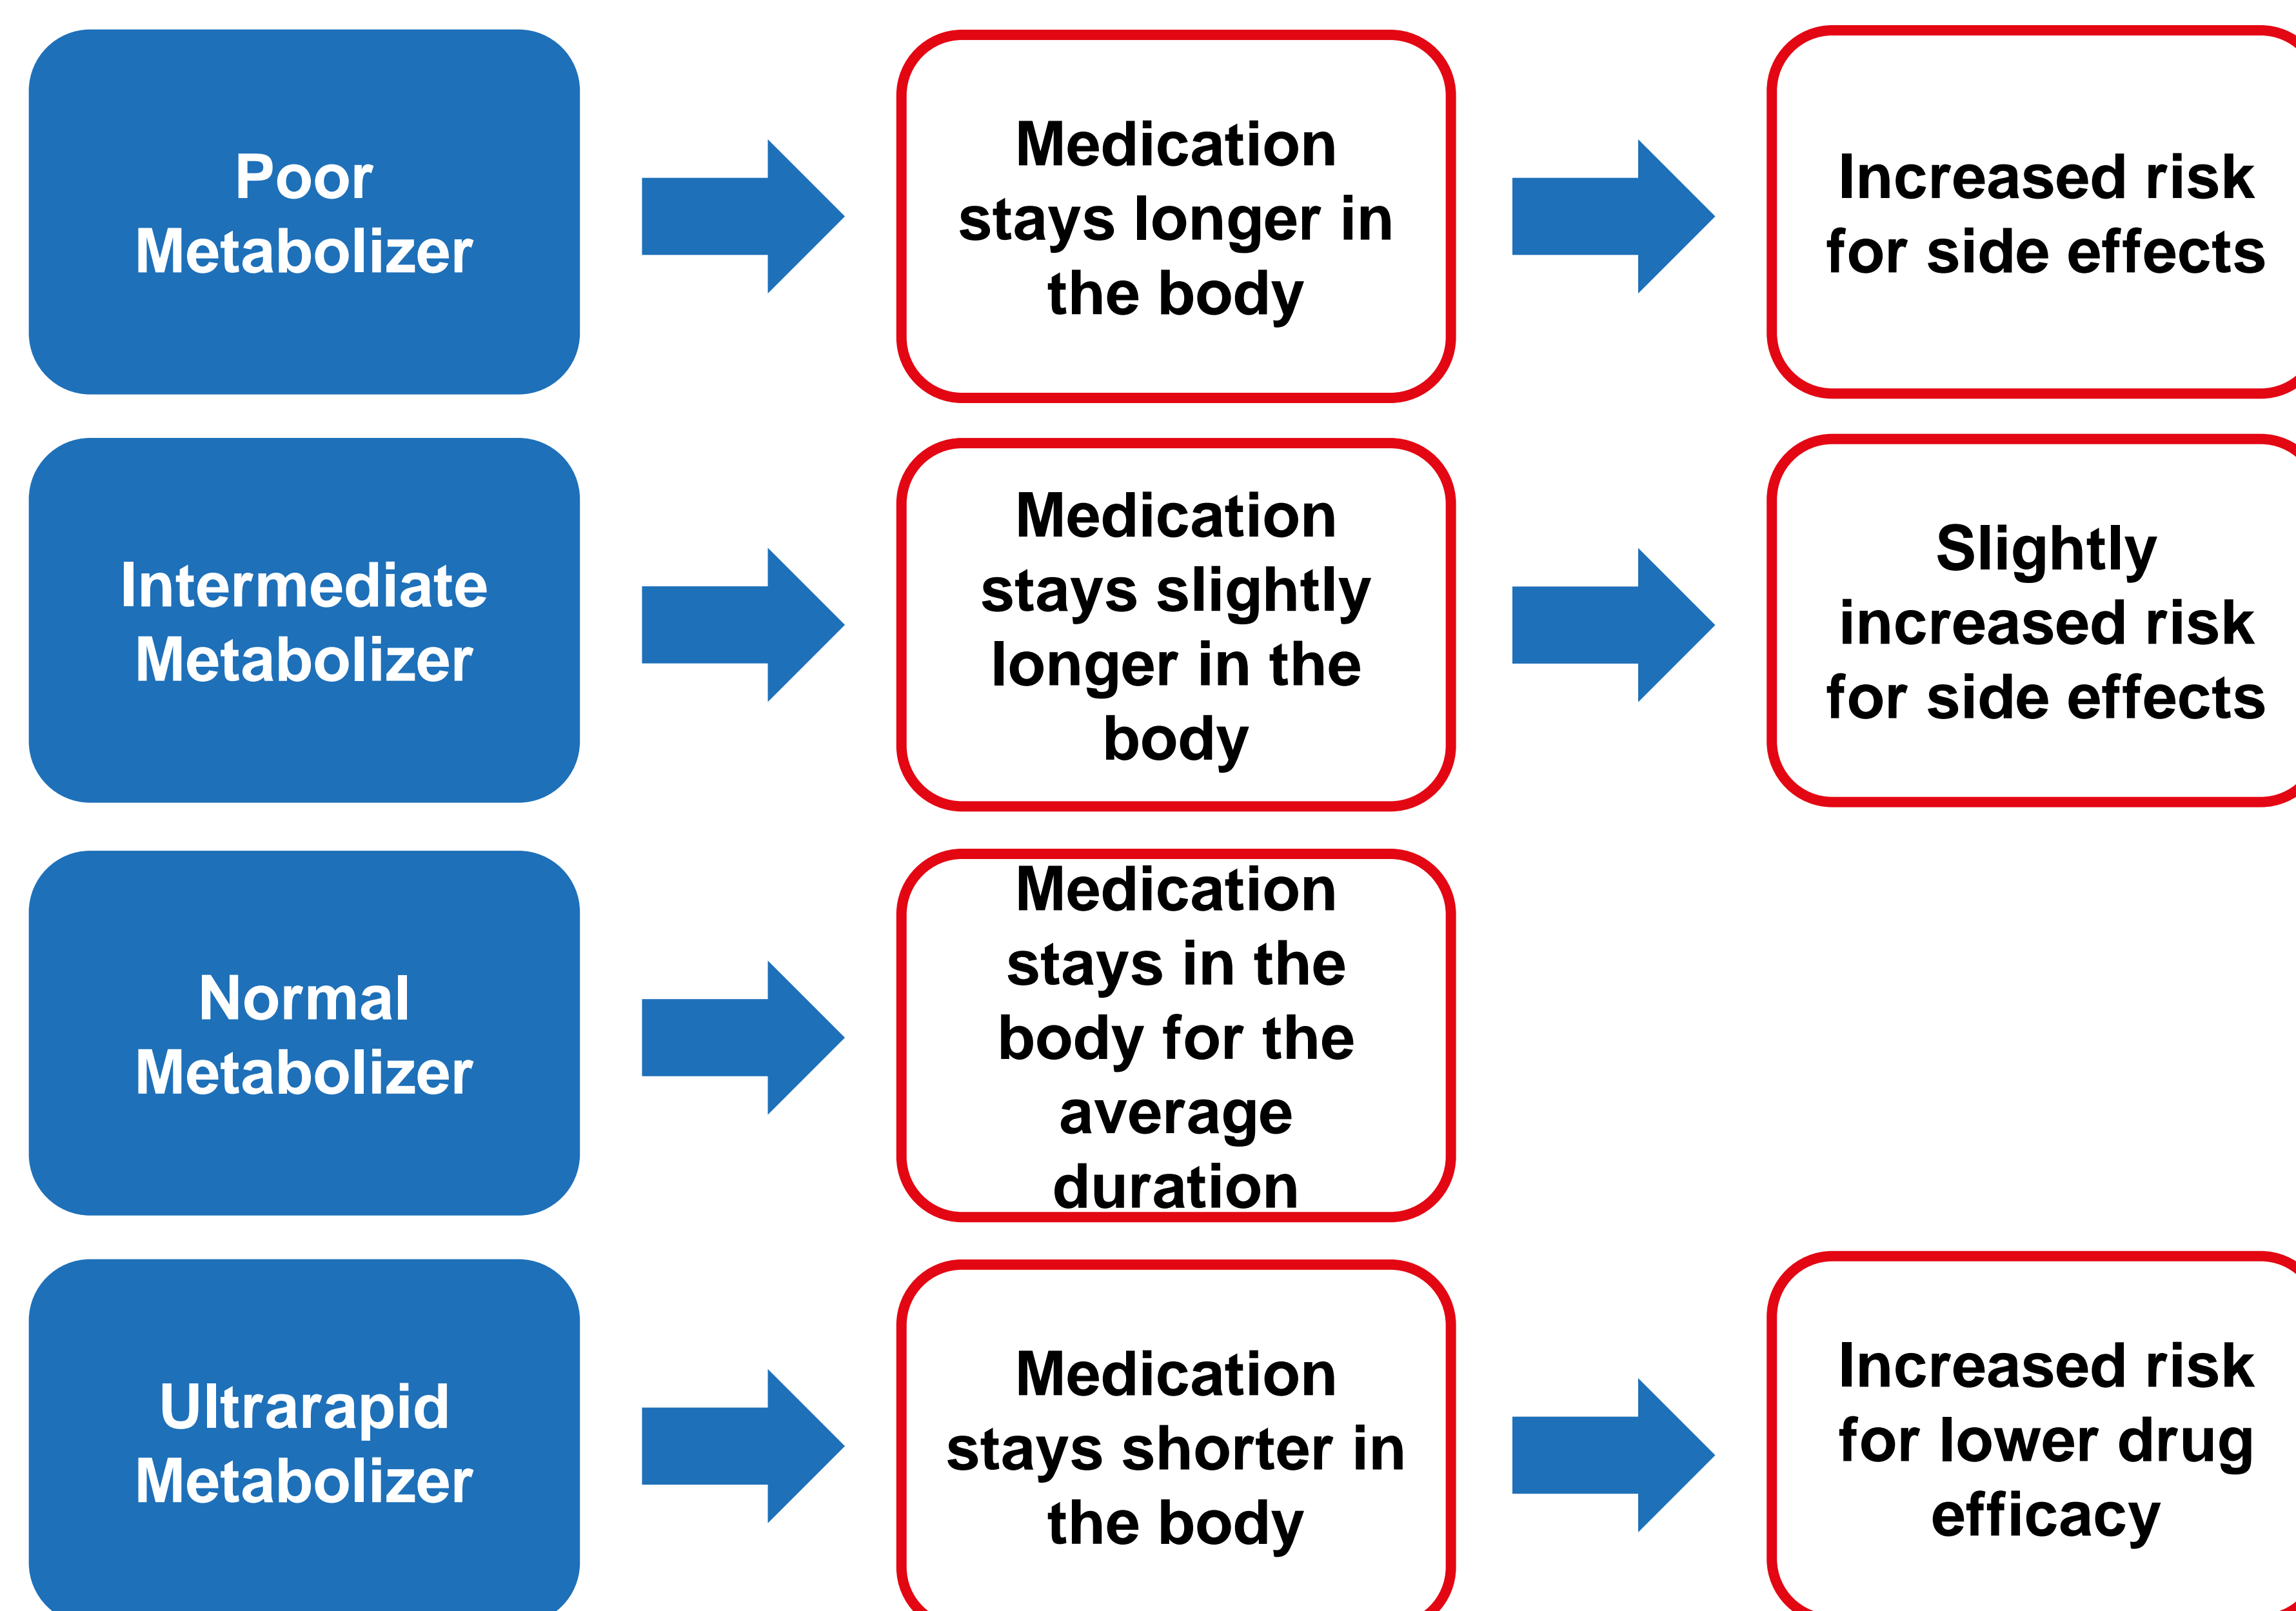 Poor
Metabolizer
Medication
stays longer in
the body
Increased risk
for side effects
Intermediate
Metabolizer
Medication
stays slightly
longer in the
body
Slightly
increased risk
for side effects
Normal
Metabolizer
Medication
stays in the
body for the
average
duration
Ultrarapid
Metabolizer
Medication
stays shorter in
the body
Increased risk
for lower drug
efficacy